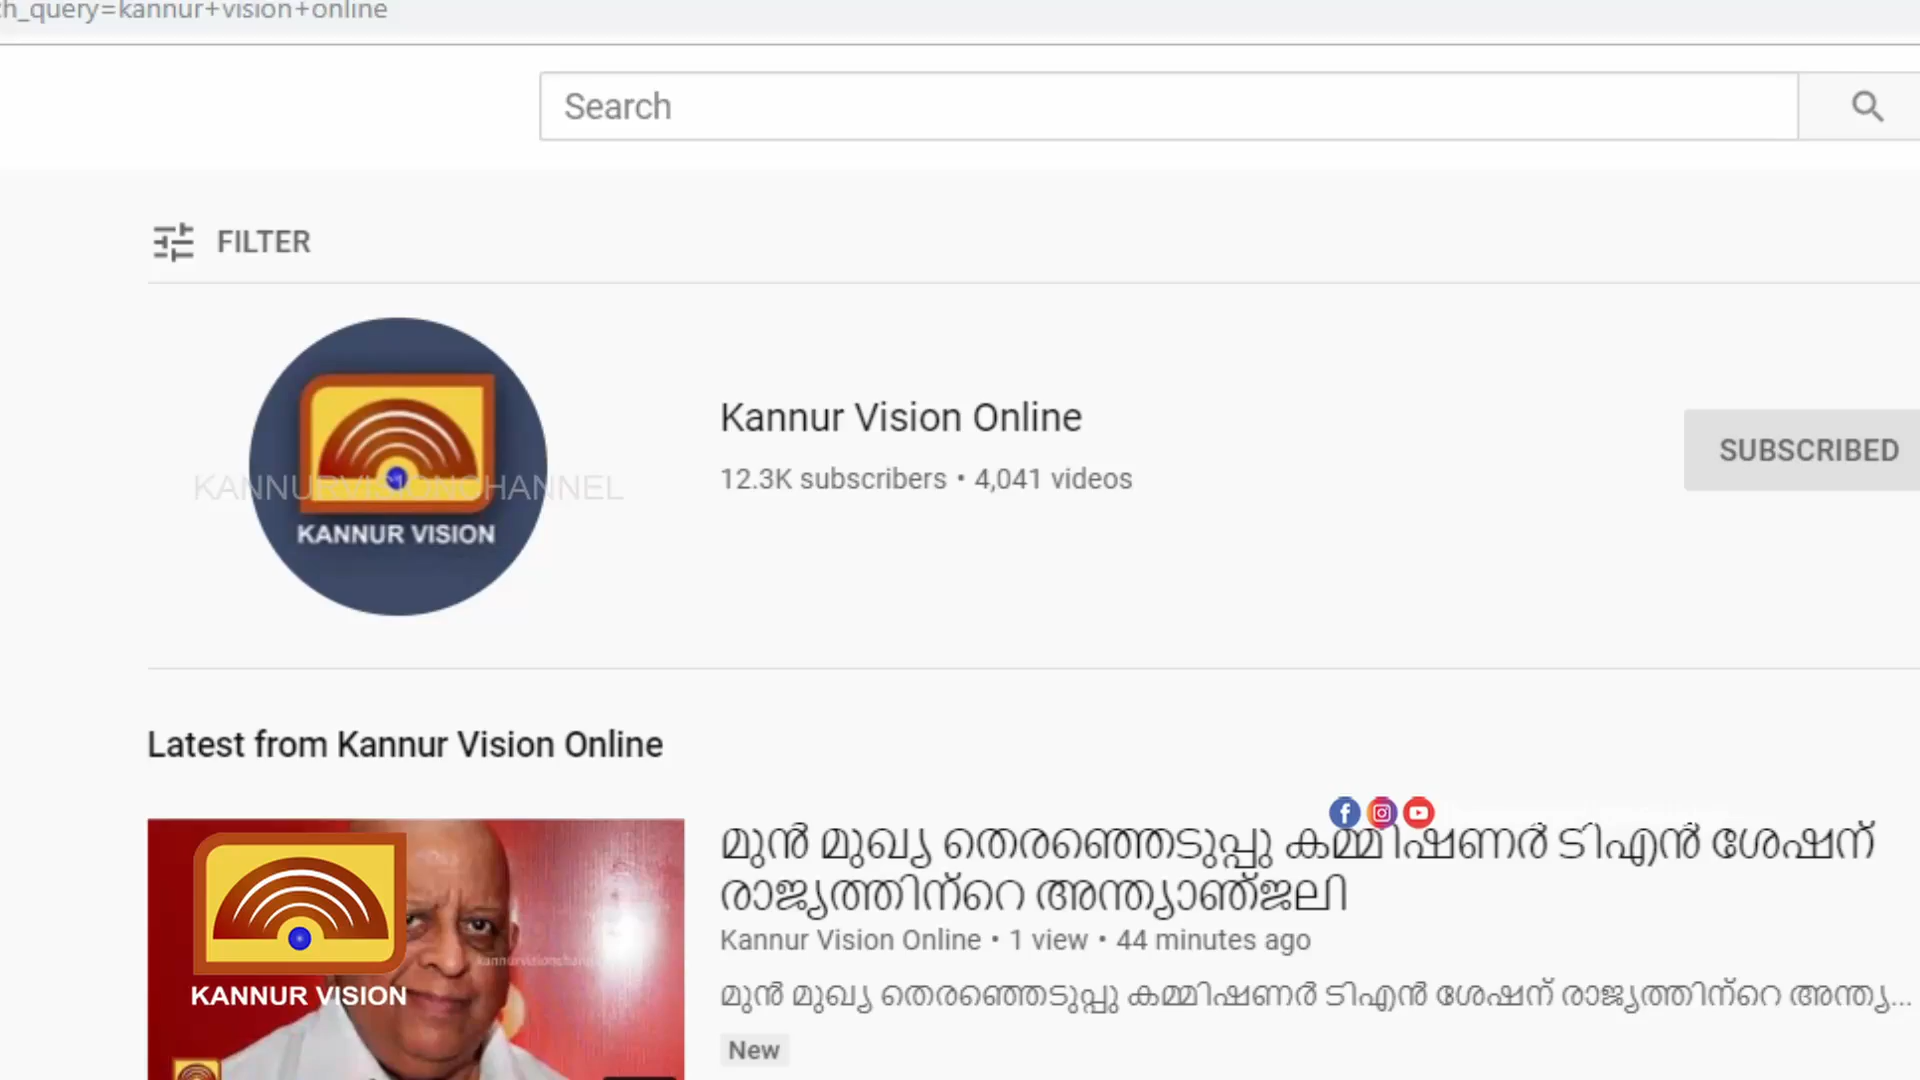 ch_query=kannur+vision+online
Search
FILTER
KANNURVISIONCHANNEL
KANNUR VISION
Kannur Vision Online
12.3K subscribers • 4,041 videos
SUBSCRIBED
Latest from Kannur Vision Online
KANNUR VISION
മുൻ മുഖ്യ തെരഞ്ഞെടുപ്പു കമ്മിഷണർ ടിഎൻ ശേഷന്
രാജ്യത്തിന്റെ അന്ത്യാഞ്ജലി
Kannur Vision Online • 1 view • 44 minutes ago
മുൻ മുഖ്യ തെരഞ്ഞെടുപ്പു കമ്മിഷണർ ടിഎൻ ശേഷന് രാജ്യത്തിന്റെ അന്ത്യ...
New